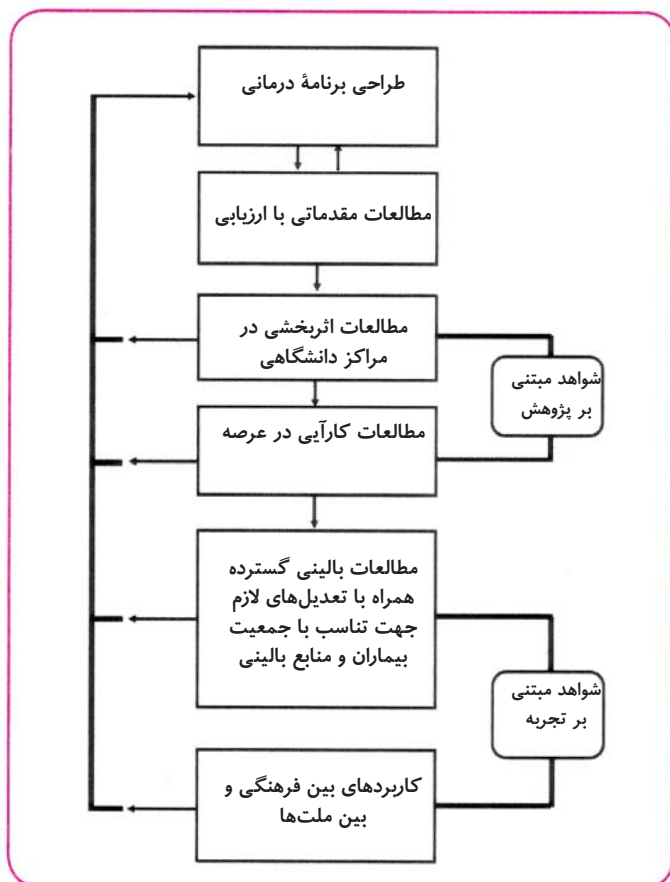 طراحی برنامهٔ درمانی
مطالعات مقدماتی با ارزیابی
مطالعات اثربخشی در
مراکز دانشگاهی
شواهد مبتنی
بر پژوهش
مطالعات کارآیی در عرصه
مطالعات بالینی گسترده
همراه با تعدیل‌های لازم
جهت تناسب با جمعیت
بیماران و منابع بالینی
شواهد مبتنی
بر تجربه
کاربردهای بین فرهنگی و
بین ملت‌ها